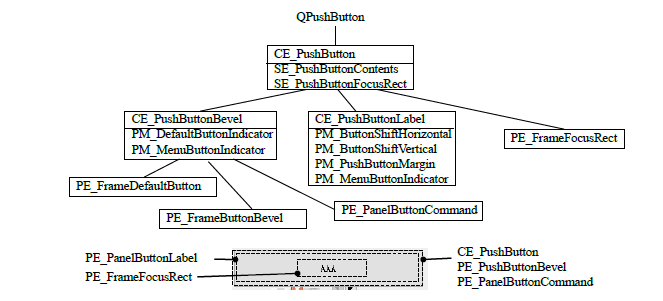 QPushButton
CE_PushButton
SE_PushButtonContents
SE_PushButtonFocusRect
CE_PushButtonBevel
PM_DefaultButtonIndicator
PM_MenuButtonIndicator
CE_PushButtonLabel
PM_ButtonShiftHorizontal
PM_ButtonShiftVertical
PM_PushButtonMargin
PM_MenuButtonIndicator
PE_FrameFocusRect
PE_FrameDefaultButton
PE_FrameButtonBevel
PE_PanelButtonCommand
PE_PanelButtonLabel
PE_FrameFocusRect
CE_PushButton
PE_PushButtonBevel
PE_PanelButtonCommand